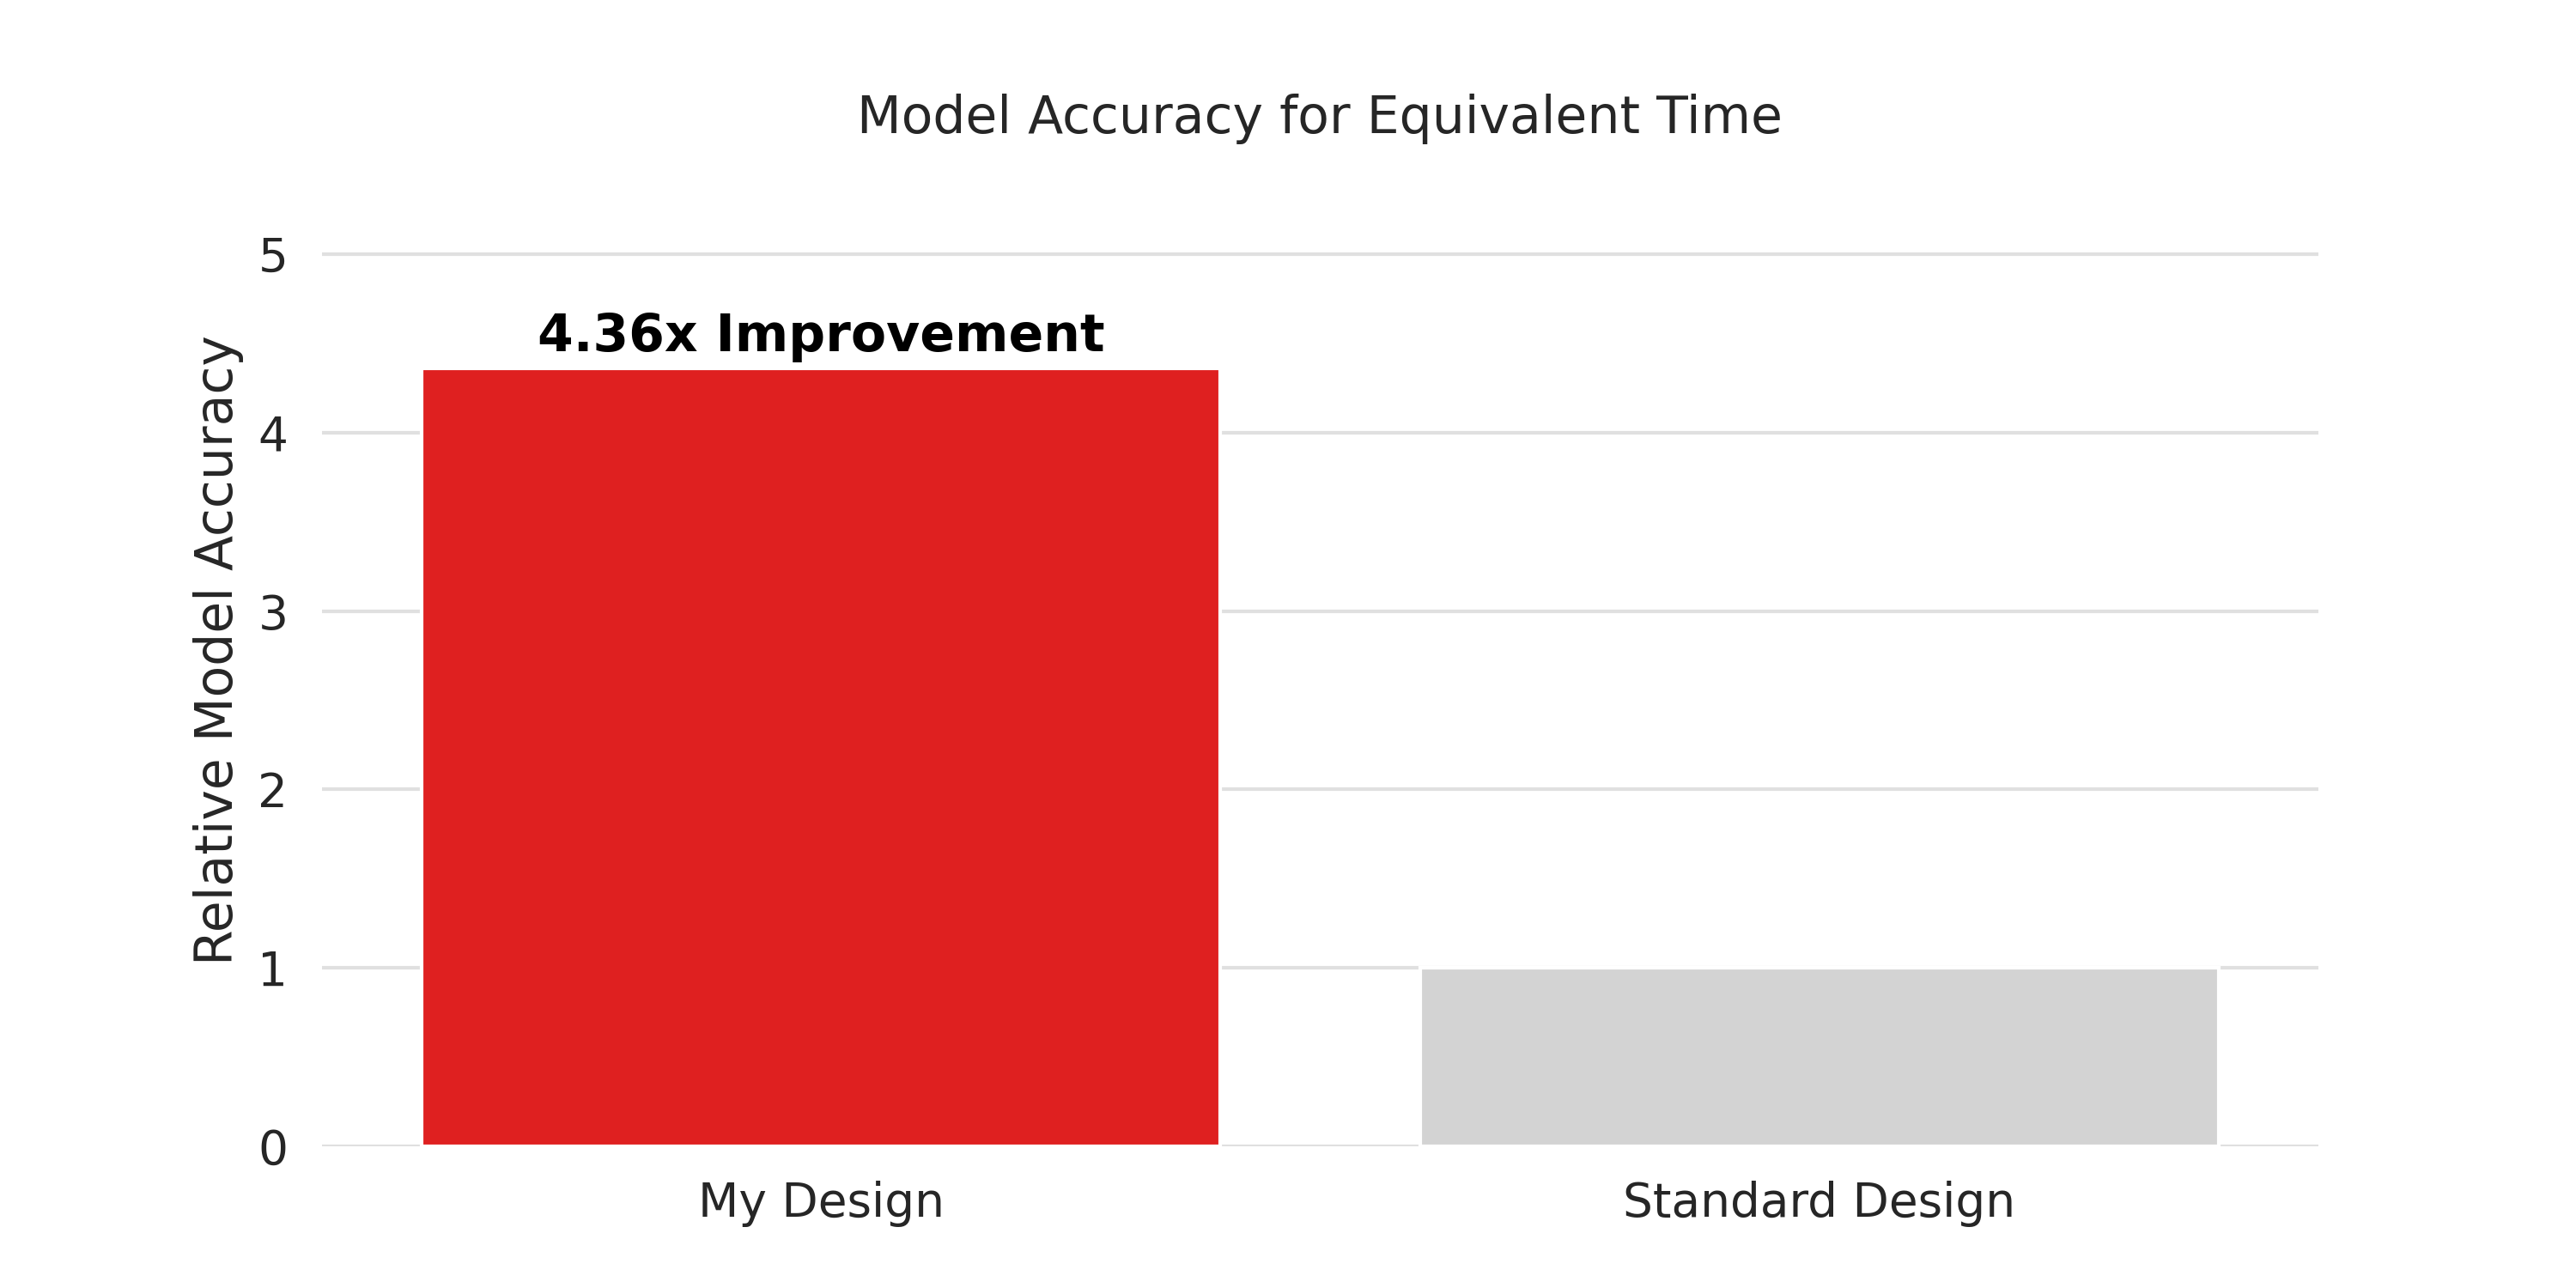 Model Accuracy for Equivalent Time
5
4.36x Improvement
4
3
2
1
0
Relative Model Accuracy
My Design
Standard Design